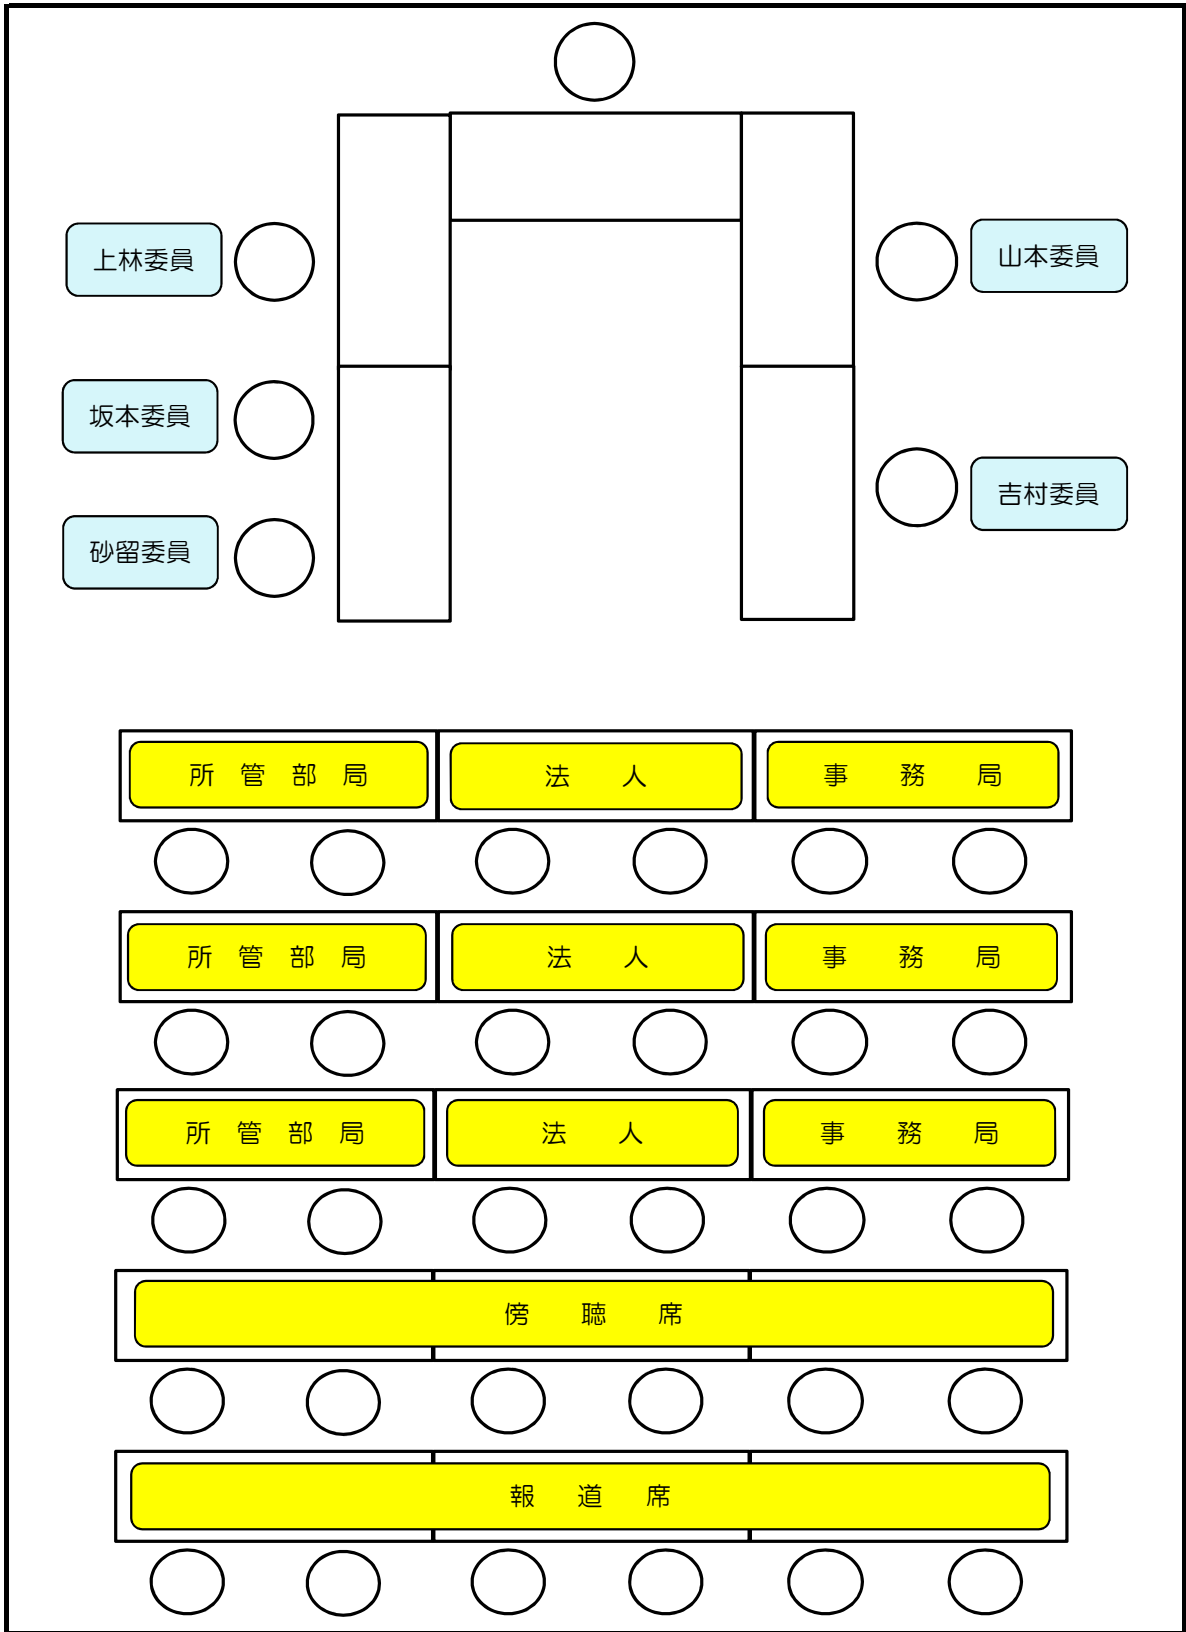 上林委員
山本委員
坂本委員
吉村委員
砂留委員
所　管　部　局
法　　人
事　　務　　局
所　管　部　局
法　　人
事　　務　　局
所　管　部　局
法　　人
事　　務　　局
傍　　聴　　席
報　道　席